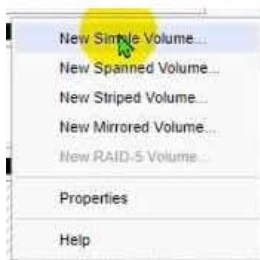 New Simple Volume...
New Spanned Volume...
New Striped Volume...
New Mirrored Volume...
New RAID-5 Volume...
Properties
Help